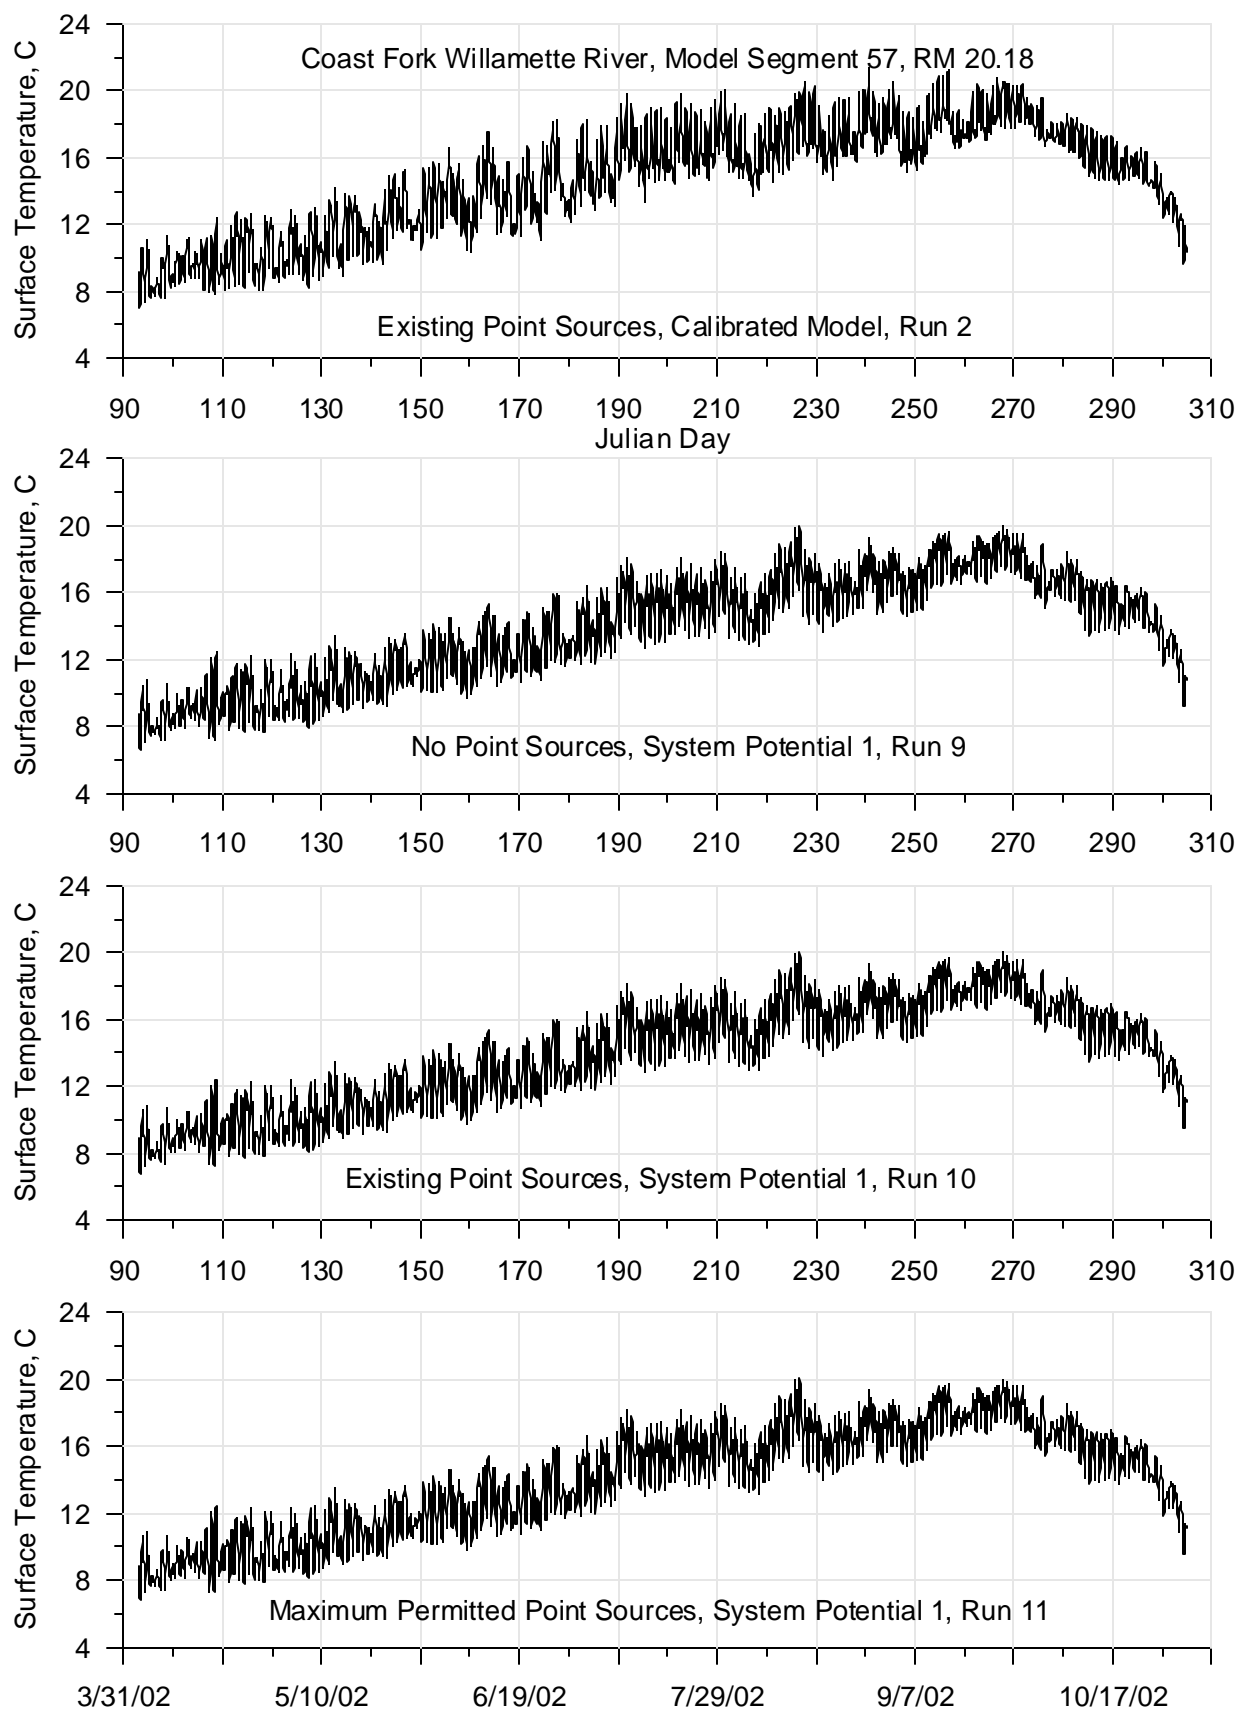 24
Coast Fork Willamette River, Model Segment 57, RM 20.18
20
16
12
8
4
Surface Temperature, C
Existing Point Sources, Calibrated Model, Run 2
90 110 130 150 170 190 210 230 250 270 290 310
Julian Day
24
20
16
12
8
4
Surface Temperature, C
No Point Sources, System Potential 1, Run 9
90 110 130 150 170 190 210 230 250 270 290 310
24
20
16
12
8
4
Surface Temperature, C
Existing Point Sources, System Potential 1, Run 10
90 110 130 150 170 190 210 230 250 270 290 310
24
20
16
12
8
4
Surface Temperature, C
Maximum Permitted Point Sources, System Potential 1, Run 11
3/31/02 5/10/02 6/19/02 7/29/02 9/7/02 10/17/02